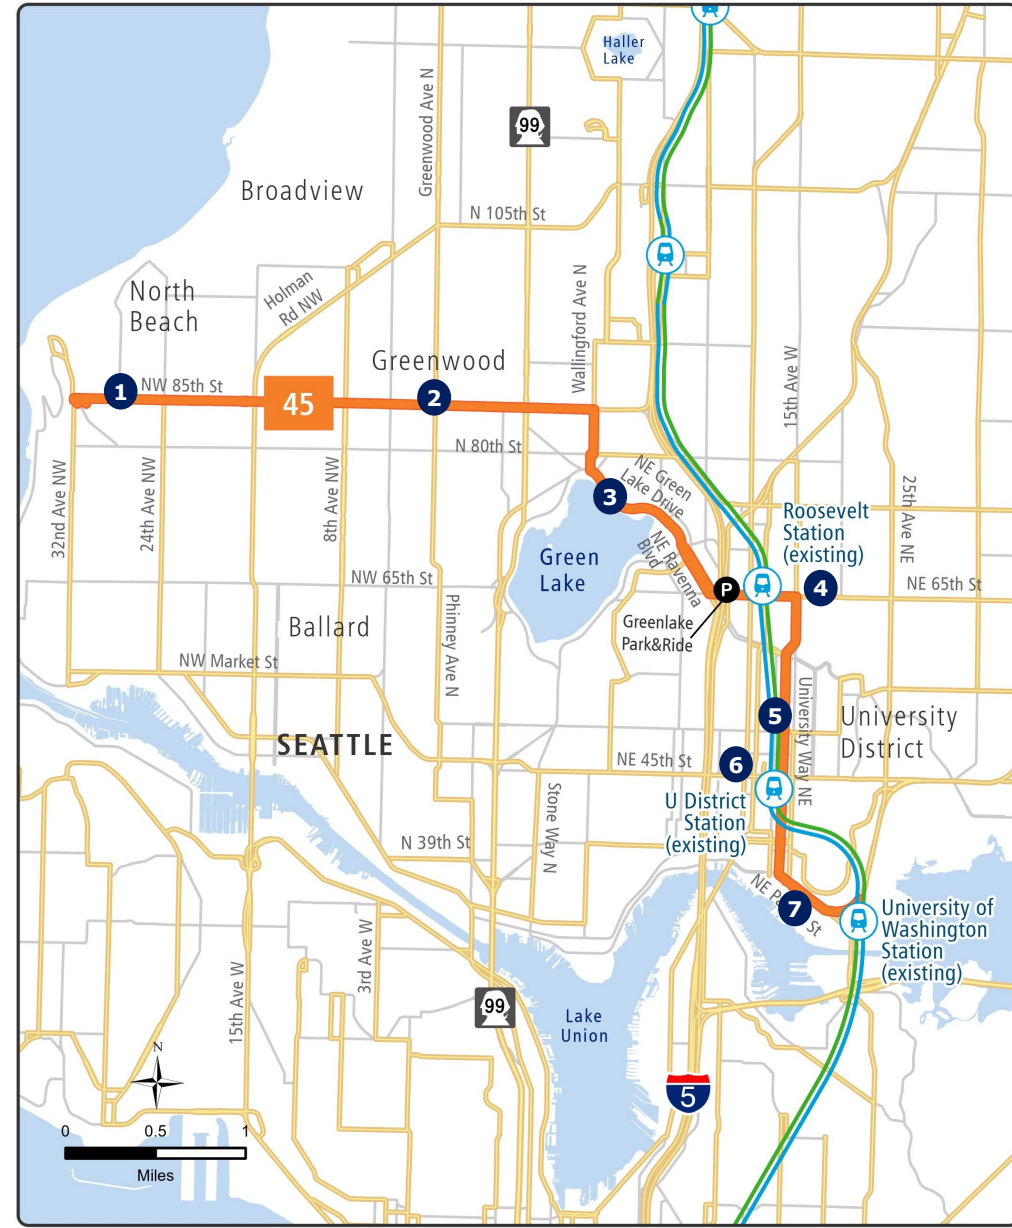 Haller
Lake
99
Greenwood Ave N
Broadview
N 105th St
North
Beach
Holman
Rd NW
Wallingford Ave N
Greenwood
15th Ave W
1
NW 85th St
45
2
N 80th St
NE Green
Lake Drive
3
32nd Ave NW
24th Ave NW
8th Ave NW
25th Ave NE
Roosevelt
Station
(existing)
Green
Lake
NE Ravenna
Blvd
NW 65th St
P
4
NE 65th St
Ballard
Phinney Ave N
Greenlake
Park&Ride
NW Market St
University Way NE
5
University
District
SEATTLE
NE 45th St
6
U District
Station
(existing)
Stone Way N
N 39th St
NE Pa
St
7
University of
Washington
Station
(existing)
3rd Ave W
15th Ave W
99
Lake
Union
N
5
0 0.5 1
Miles